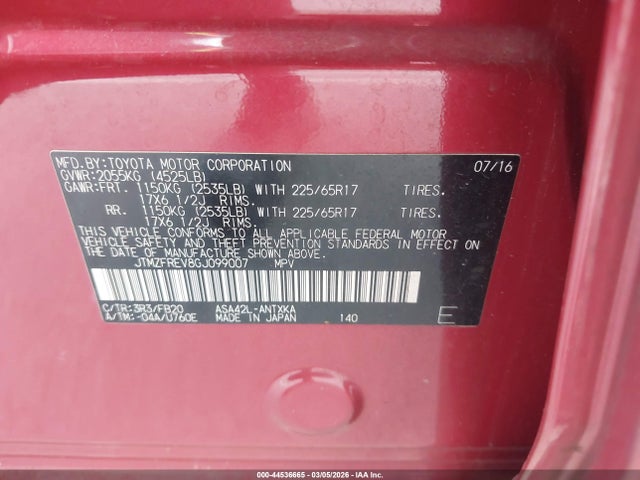 MFD.BY:TOYOTA MOTOR CORPORATION 07/16
GVWR:2055KG (4525LB)
GAWR:FRT. 1150KG (2535LB) WITH 225/65R17 TIRES.
17X6 1/2J RIMS.
RR. 1150KG (2535LB) WITH 225/65R17 TIRES.
17X6 1/2J RIMS.
THIS VEHICLE CONFORMS TO ALL APPLICABLE FEDERAL MOTOR
VEHICLE SAFETY AND THEFT PREVENTION STANDARDS IN EFFECT ON
THE DATE OF MANUFACTURE SHOWN ABOVE.
JTMZFREV8GJ099007 MPV
C/TR:3R3/FB20 ASA42L-ANTXKA
A/TM:-04A/U760E MADE IN JAPAN 140
E
000-44536665 - 03/05/2026 - Copyright IAA, Inc.